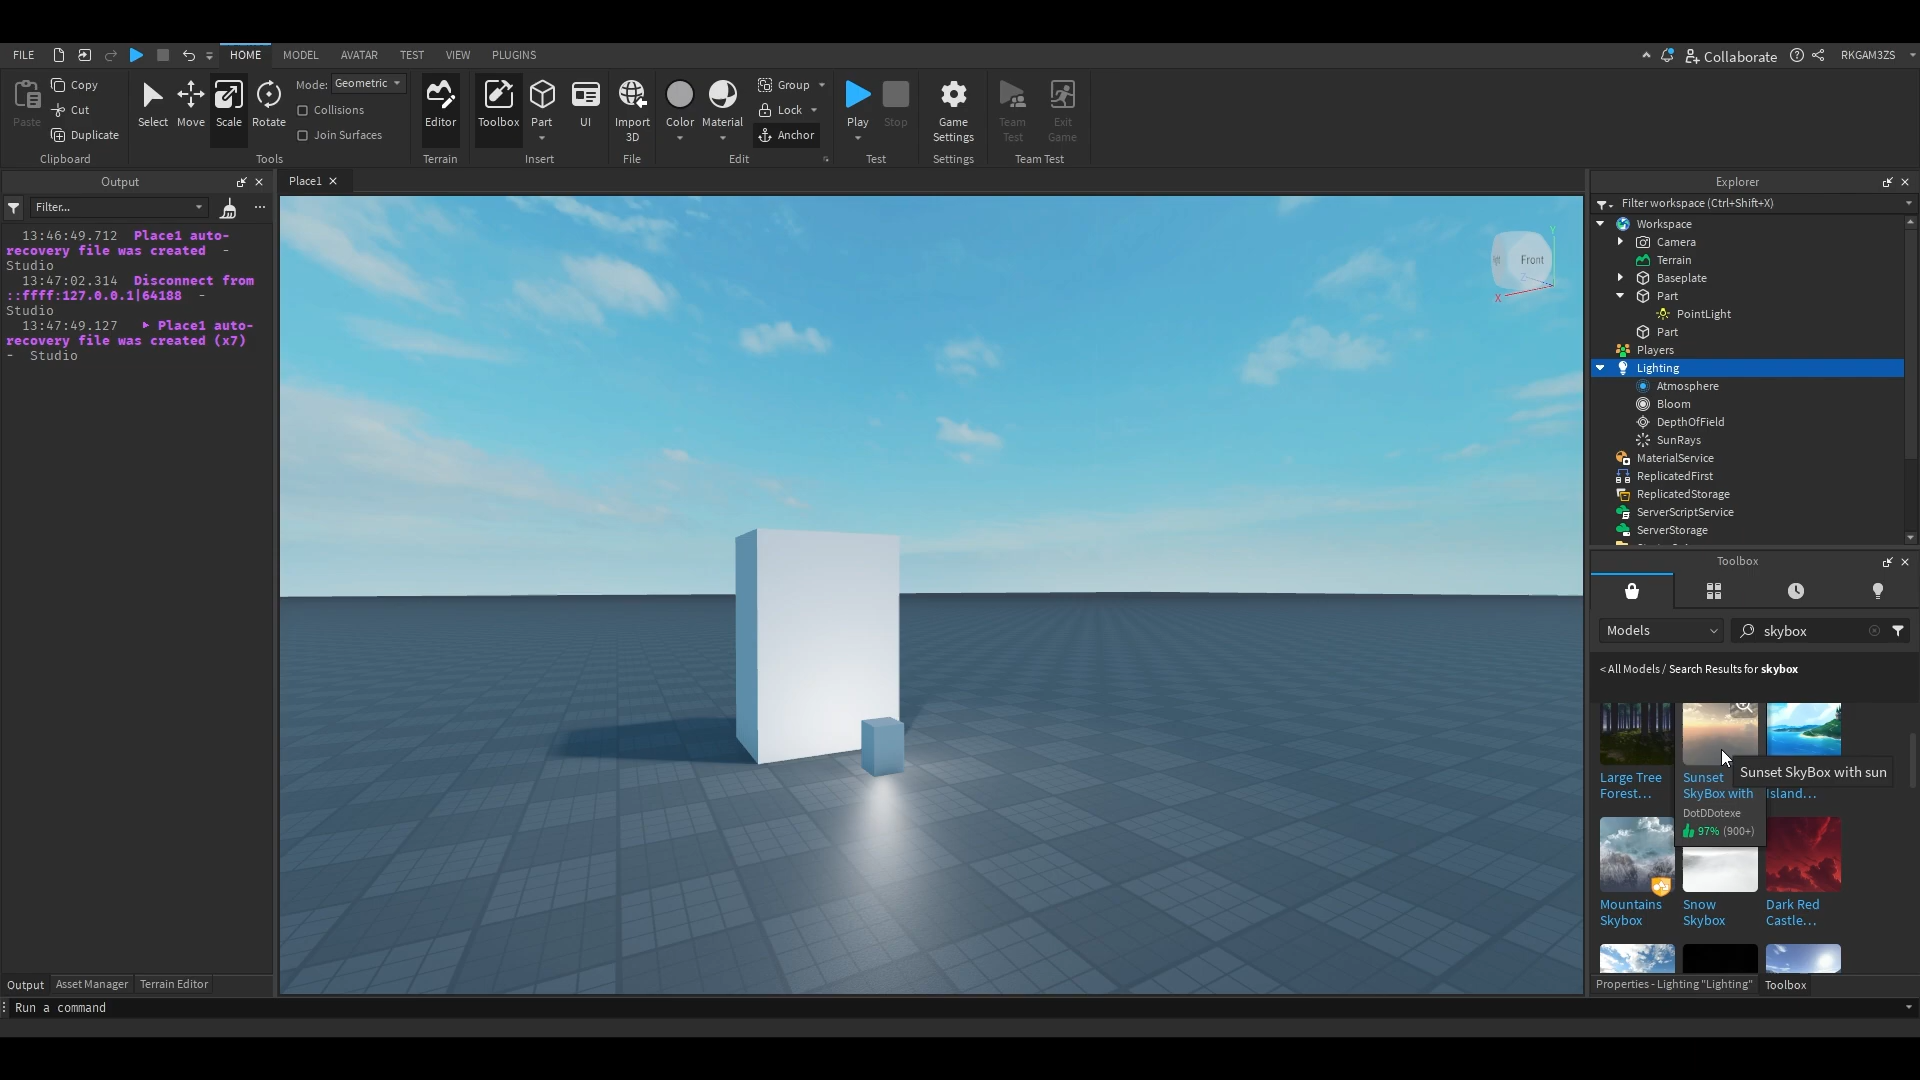 FILE
HOME
MODEL
AVATAR
TEST
VIEW
PLUGINS
Collaborate
RKGAM3ZS
Paste
Copy
Cut
Duplicate
Clipboard
Select
Move
Scale
Rotate
Mode: Geometric
Collisions
Join Surfaces
Tools
Editor
Terrain
Toolbox
Part
UI
Insert
Import
3D
File
Color
Material
Group
Lock
Anchor
Edit
Play
Stop
Test
Game
Settings
Settings
Team
Test
Exit
Game
Team Test
Output
Filter...
13:46:49.712 Place1 auto-
recovery file was created -
Studio
13:47:02.314 Disconnect from
::ffff:127.0.0.1|64188 -
Studio
13:47:49.127 Place1 auto-
recovery file was created (x7)
- Studio
Output
Asset Manager
Terrain Editor
Run a command
Place1
Front
Y
X
Explorer
Filter workspace (Ctrl+Shift+X)
Workspace
Camera
Terrain
Baseplate
Part
PointLight
Part
Players
Lighting
Atmosphere
Bloom
DepthOfField
SunRays
MaterialService
ReplicatedFirst
ReplicatedStorage
ServerScriptService
ServerStorage
Toolbox
Models
skybox
< All Models / Search Results for skybox
Large Tree
Forest...
Sunset
SkyBox with
DotDDotexe
97% (900+)
Island...
Sunset SkyBox with sun
Mountains
Skybox
Snow
Skybox
Dark Red
Castle...
Properties - Lighting "Lighting"
Toolbox